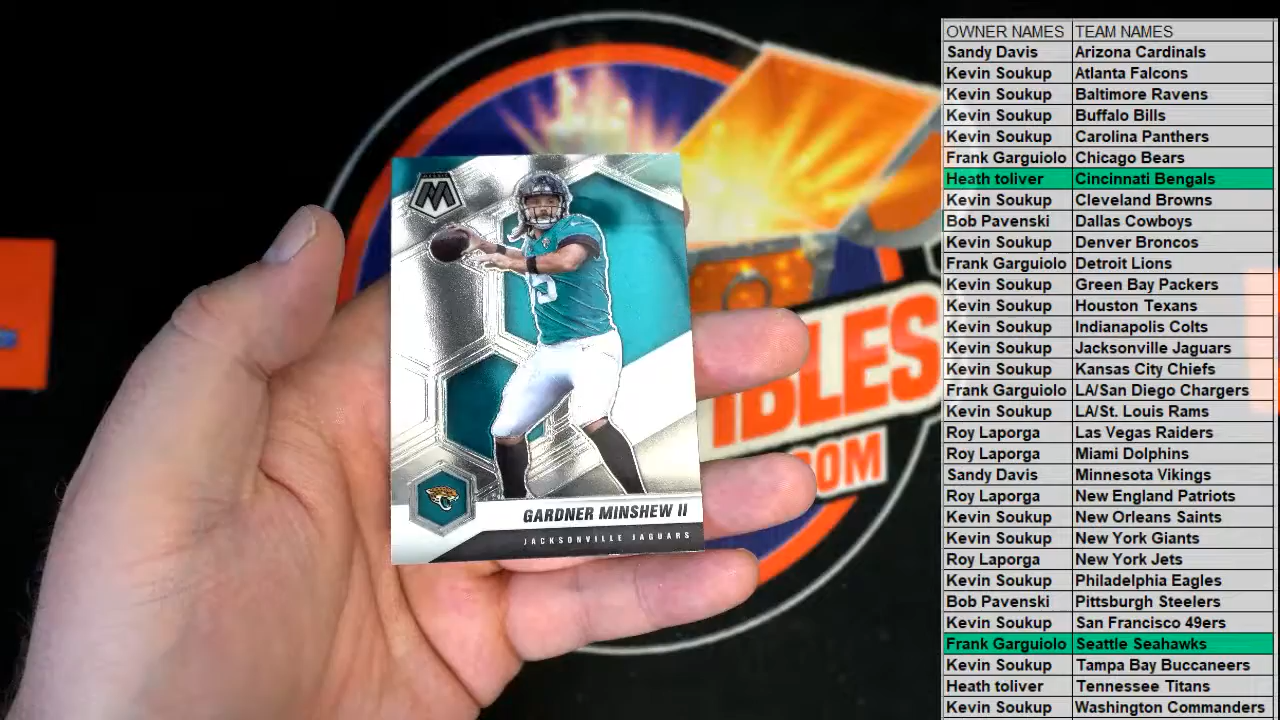 MOSAIC
M
15
GARDNER MINSHEW II
JACKSONVILLE JAGUARS
IBLES
.COM
OWNER NAMES TEAM NAMES
Sandy Davis Arizona Cardinals
Kevin Soukup Atlanta Falcons
Kevin Soukup Baltimore Ravens
Kevin Soukup Buffalo Bills
Kevin Soukup Carolina Panthers
Frank Garguiolo Chicago Bears
Heath toliver Cincinnati Bengals
Kevin Soukup Cleveland Browns
Bob Pavenski Dallas Cowboys
Kevin Soukup Denver Broncos
Frank Garguiolo Detroit Lions
Kevin Soukup Green Bay Packers
Kevin Soukup Houston Texans
Kevin Soukup Indianapolis Colts
Kevin Soukup Jacksonville Jaguars
Kevin Soukup Kansas City Chiefs
Frank Garguiolo LA/San Diego Chargers
Kevin Soukup LA/St. Louis Rams
Roy Laporga Las Vegas Raiders
Roy Laporga Miami Dolphins
Sandy Davis Minnesota Vikings
Roy Laporga New England Patriots
Kevin Soukup New Orleans Saints
Kevin Soukup New York Giants
Roy Laporga New York Jets
Kevin Soukup Philadelphia Eagles
Bob Pavenski Pittsburgh Steelers
Kevin Soukup San Francisco 49ers
Frank Garguiolo Seattle Seahawks
Kevin Soukup Tampa Bay Buccaneers
Heath toliver Tennessee Titans
Kevin Soukup Washington Commanders